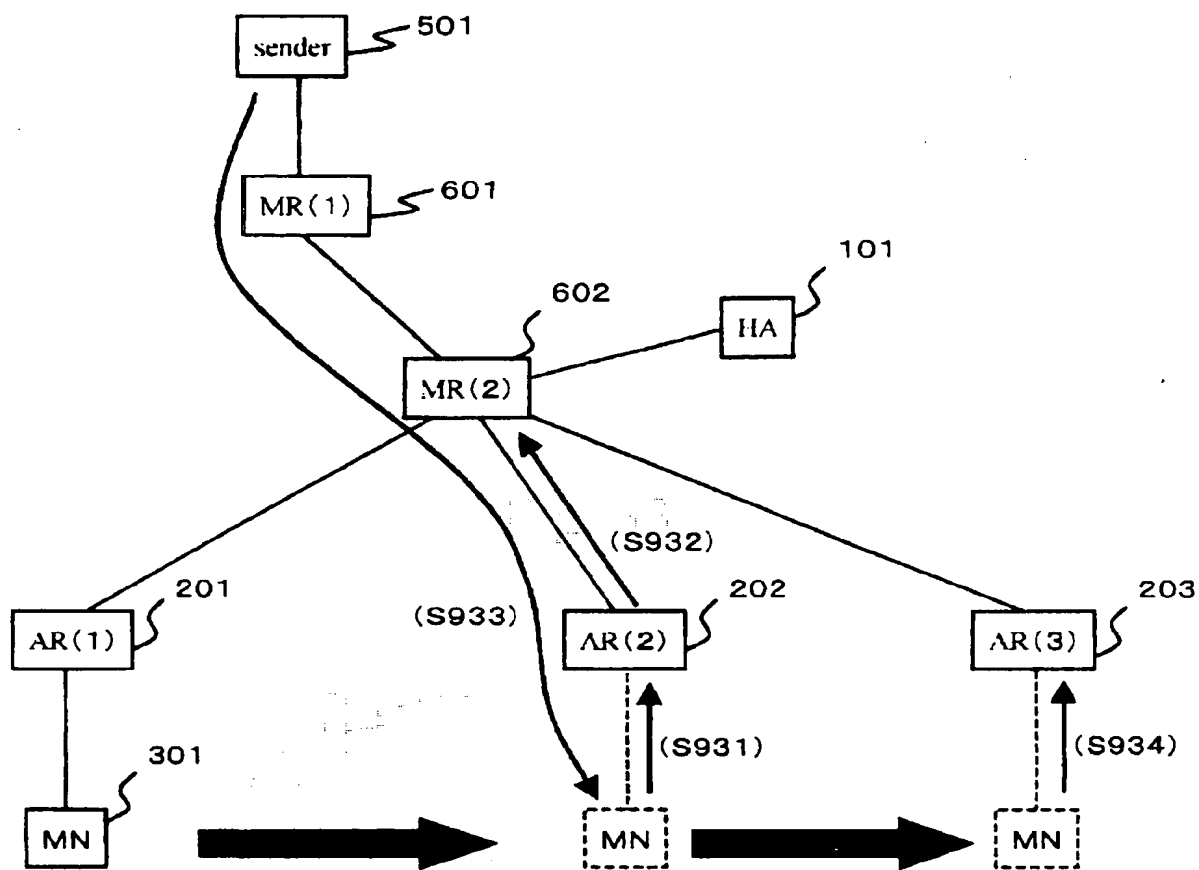 501
sender
601
MR(1)
101
602
HA
MR(2)
(S932)
201
(S933)
202
203
AR(1)
AR(2)
AR(3)
301
(S931)
(S934)
MN
MN
MN